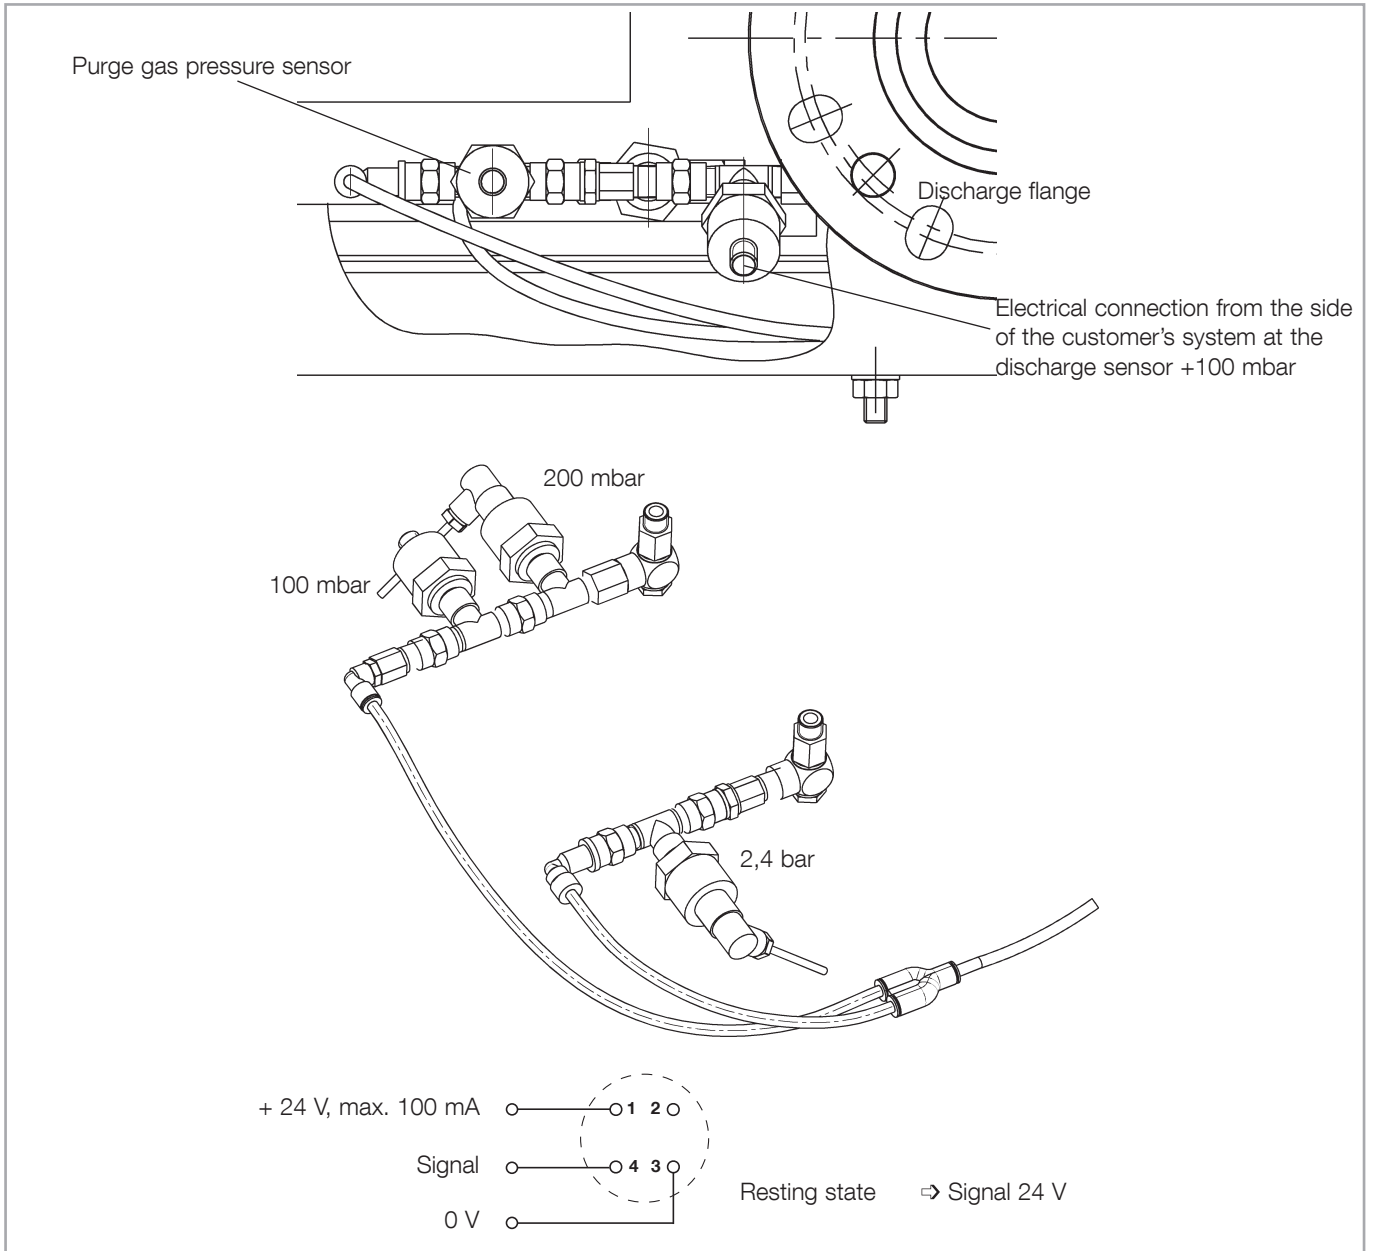 Purge gas pressure sensor
Discharge flange
Electrical connection from the side
of the customer’s system at the
discharge sensor +100 mbar
200 mbar
100 mbar
2,4 bar
+ 24 V, max. 100 mA
1 2
Signal
4 3
Resting state ⇨ Signal 24 V
0 V